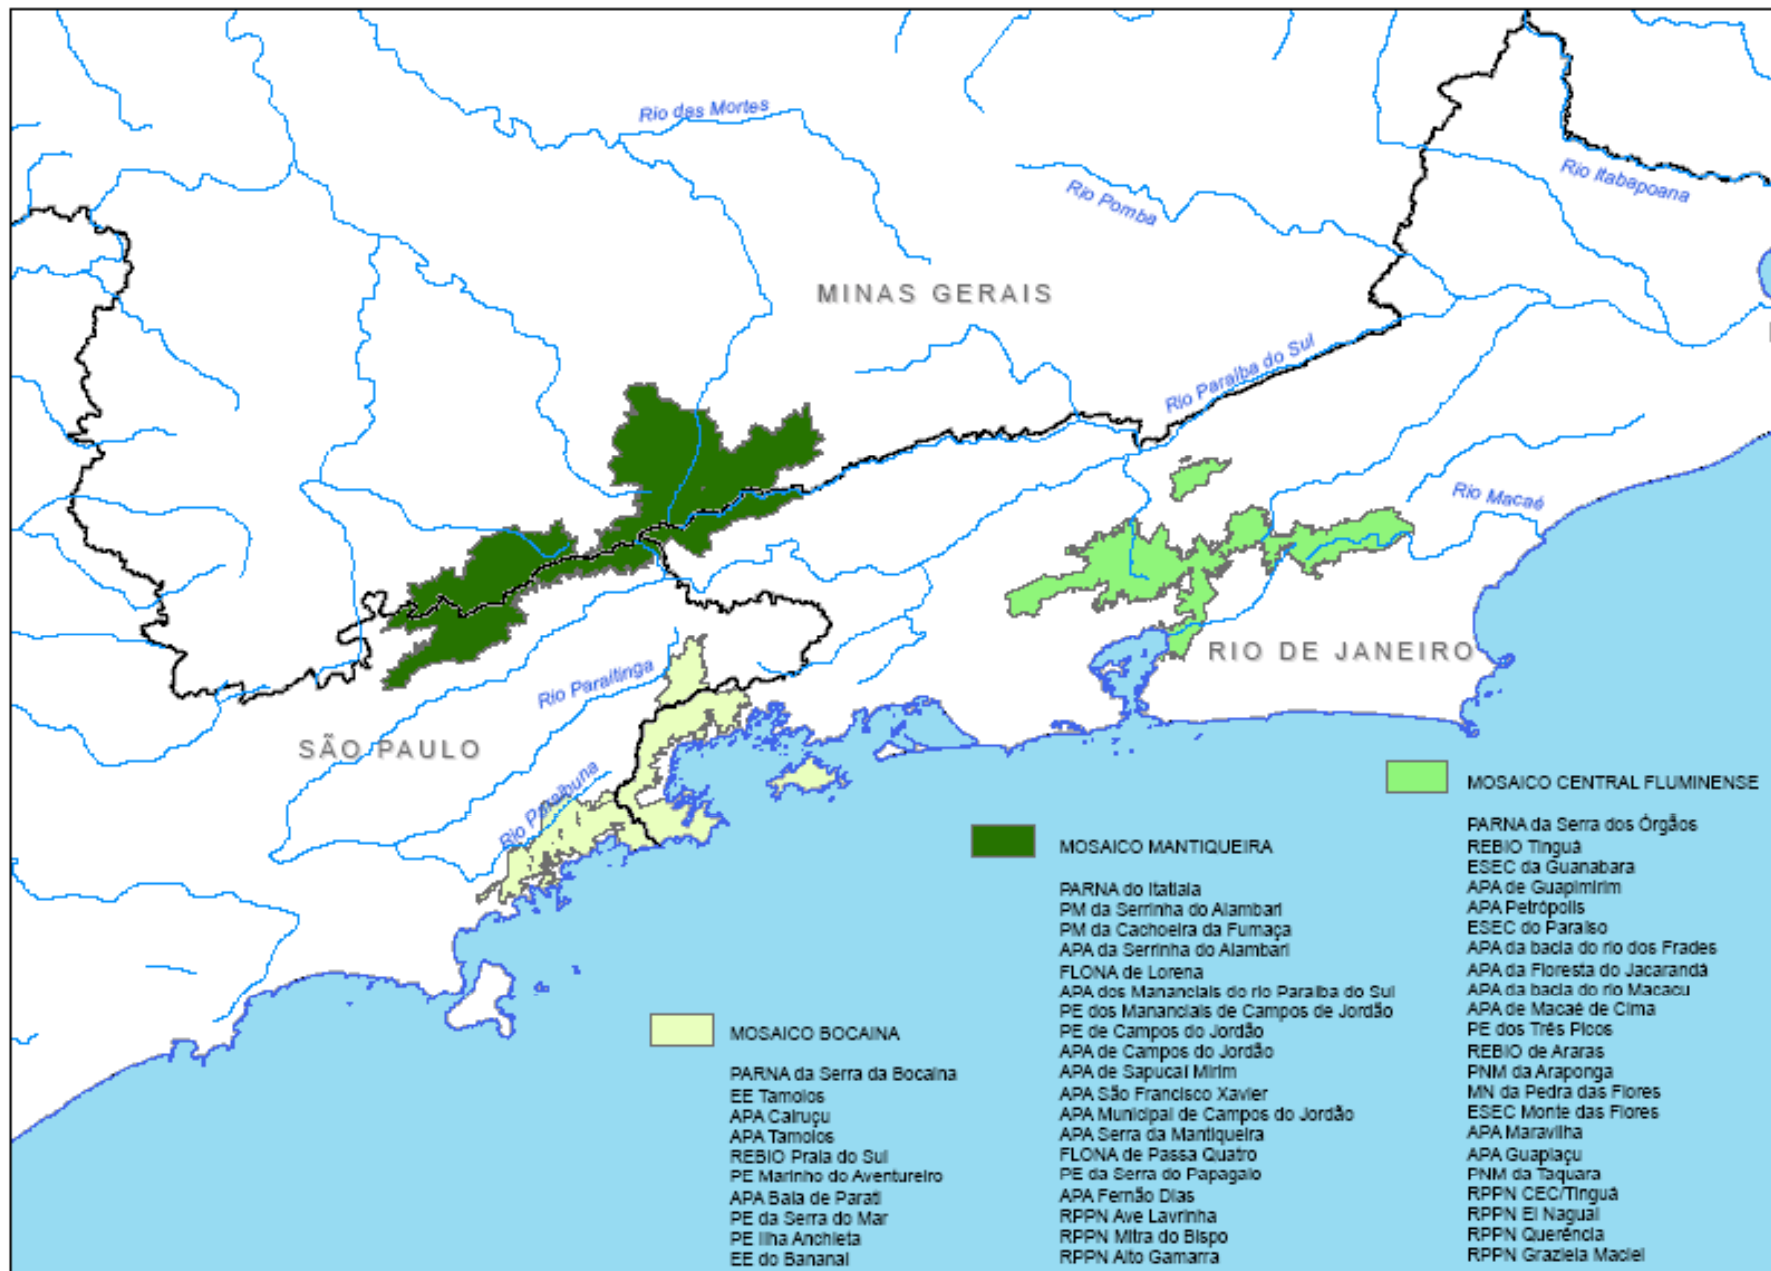 Rio das Mortes
Rio Pomba
Rio Itabapoana
MINAS GERAIS
Rio Paraíba do Sul
Rio Macaé
RIO DE JANEIRO
Rio Paraitinga
SÃO PAULO
Rio Paraibuna
MOSAICO BOCAINA
PARNA da Serra da Bocaina
EE Tamoios
APA Cairuçu
APA Tamoios
REBIO Praia do Sul
PE Marinho do Aventureiro
APA Baia de Parati
PE da Serra do Mar
PE Ilha Anchieta
EE do Bananal
MOSAICO MANTIQUEIRA
PARNA do Itatiaia
PM da Serrinha do Alambari
PM da Cachoeira da Fumaça
APA da Serrinha do Alambari
FLONA de Lorena
APA dos Mananciais do rio Paraíba do Sul
PE dos Mananciais de Campos de Jordão
PE de Campos do Jordão
APA de Campos do Jordão
APA de Sapucaí Mirim
APA São Francisco Xavier
APA Municipal de Campos do Jordão
APA Serra da Mantiqueira
FLONA de Passa Quatro
PE da Serra do Papagaio
APA Fernão Dias
RPPN Ave Lavrinha
RPPN Mitra do Bispo
RPPN Alto Gamarra
MOSAICO CENTRAL FLUMINENSE
PARNA da Serra dos Órgãos
REBIO Tinguá
ESEC da Guanabara
APA de Guapimirim
APA Petrópolis
ESEC do Paraíso
APA da bacia do rio dos Frades
APA da Floresta do Jacarandá
APA da bacia do rio Macacu
APA de Macaé de Cima
PE dos Três Picos
REBIO de Araras
PNM da Araponga
MN da Pedra das Flores
ESEC Monte das Flores
APA Maravilha
APA Guapiaçu
PNM da Taquara
RPPN CEC/Tinguá
RPPN El Nagual
RPPN Querência
RPPN Graziela Maciel